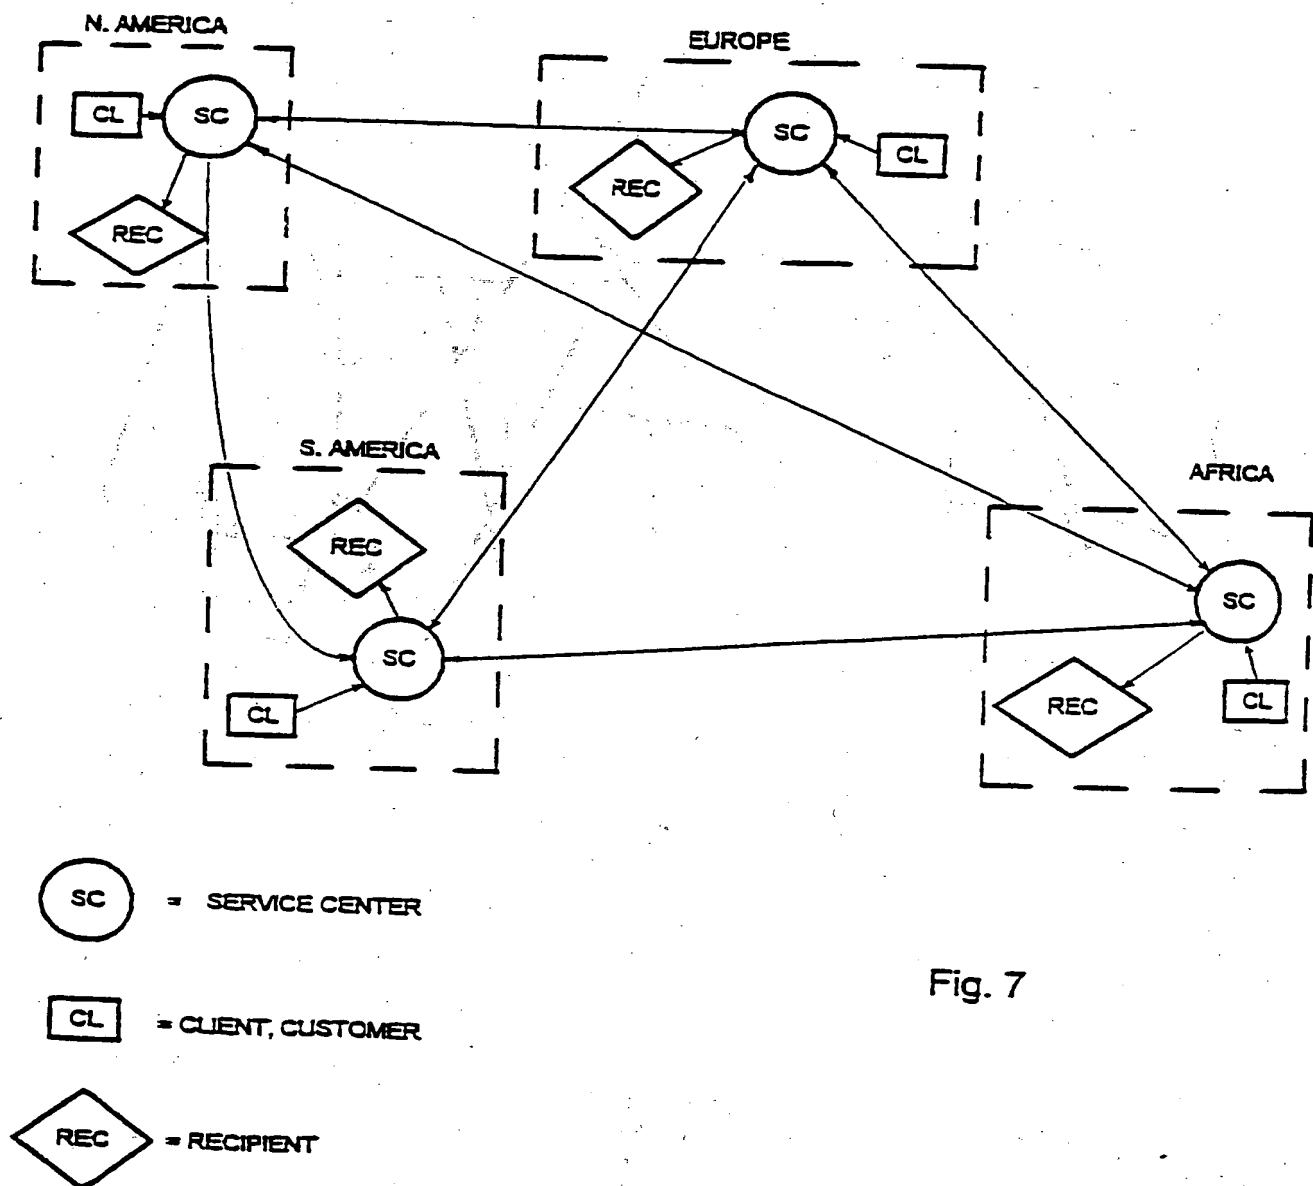 N. AMERICA
EUROPE
CL
SC
SC
CL
REC
REC
S. AMERICA
AFRICA
REC
SC
SC
CL
REC
CL
SC = SERVICE CENTER
Fig. 7
CL = CLIENT, CUSTOMER
REC = RECIPIENT